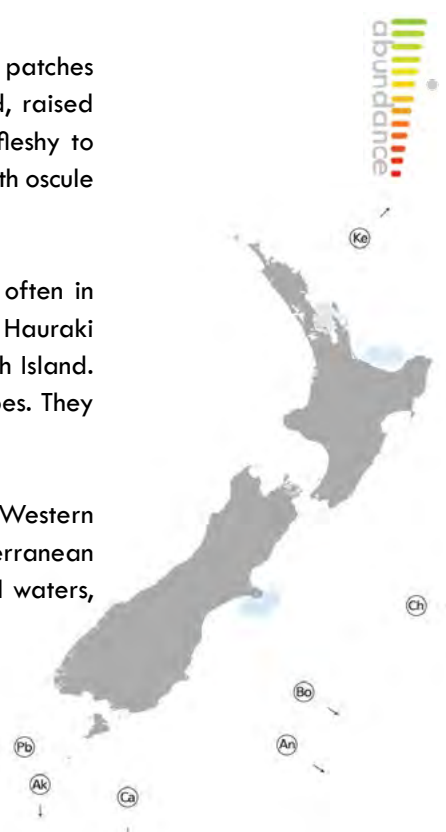 abundance
patches
d, raised
fleshy to
th oscule
often in
Hauraki
h Island.
bes. They
Western
erranean
l waters,
Ke
Ch
Bo
An
Pb
Ak
Ca